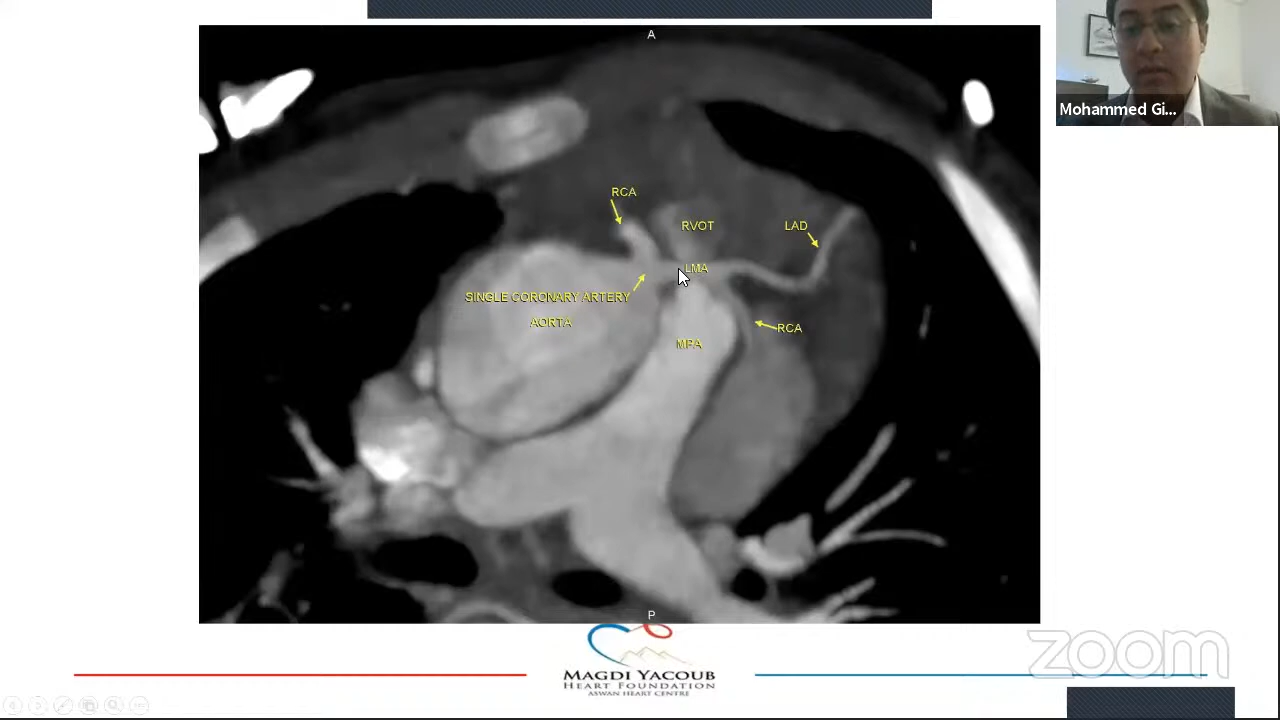 A
Mohammed Gi...
RCA
RVOT
LAD
LMA
SINGLE CORONARY ARTERY
AORTA
RCA
MPA
P
MAGDI YACOUB
HEART FOUNDATION
ASWAN HEART CENTRE
zoom